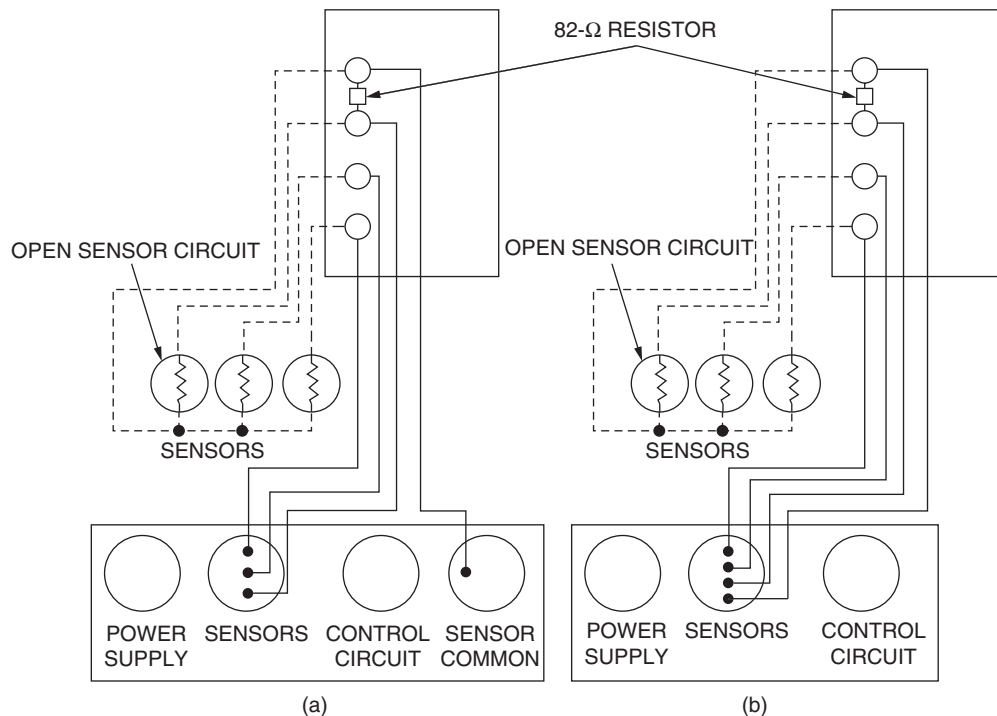 82-Ω RESISTOR
OPEN SENSOR CIRCUIT
OPEN SENSOR CIRCUIT
SENSORS
SENSORS
POWER
SUPPLY
SENSORS
CONTROL
CIRCUIT
SENSOR
COMMON
POWER
SUPPLY
SENSORS
CONTROL
CIRCUIT
(a)
(b)